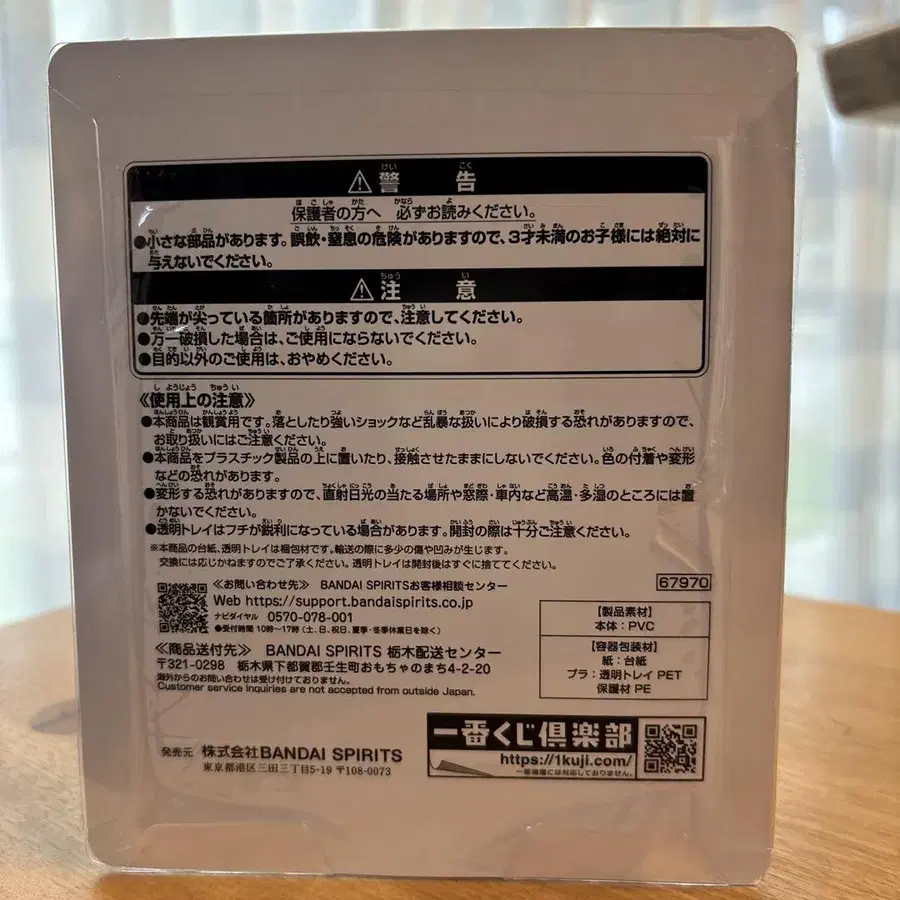 ⚠警告
保護者の方へ 必ずお読みください。
●小さな部品があります。誤飲・窒息の危険がありますので、3才未満のお子様には絶対に
与えないでください。
⚠注意
●先端が尖っている箇所がありますので、注意してください。
●万一破損した場合は、ご使用にならないでください。
●目的以外のご使用は、おやめください。
《使用上の注意》
●本商品は観賞用です。落としたり強いショックなど乱暴な扱いにより破損する恐れがありますので、
お取り扱いにはご注意ください。
●本商品をプラスチック製品の上に置いたり、接触させたままにしないでください。色の付着や変形
などの恐れがあります。
●変形する恐れがありますので、直射日光の当たる場所や窓際・車内など高温・多湿のところには置
かないでください。
●透明トレイはフチが鋭利になっている場合があります。開封の際は十分ご注意ください。
※本商品の台紙、透明トレイは梱包材です。輸送の際に多少の傷や凹みが生じます。
交換には応じかねますのでご了承ください。透明トレイは開封後はすぐに捨ててください。
≪お問い合わせ先≫ BANDAI SPIRITSお客様相談センター
Web https://support.bandaispirits.co.jp
ナビダイヤル 0570-078-001
●受付時間 10時〜17時(土、日、祝日、夏季・冬季休業日を除く)
≪商品送付先≫ BANDAI SPIRITS 栃木配送センター
〒321-0298 栃木県下都賀郡壬生町おもちゃのまち4-2-20
海外からのお問い合わせは受け付けておりません。
Customer service inquiries are not accepted from outside Japan.
67970
【製品素材】
本体:PVC
【容器包装材】
紙:台紙
プラ:透明トレイ PET
保護材 PE
発売元 株式会社BANDAI SPIRITS
東京都港区三田三丁目5-19 〒108-0073
一番くじ倶楽部
https://1kuji.com/
一部機種には対応しておりません。